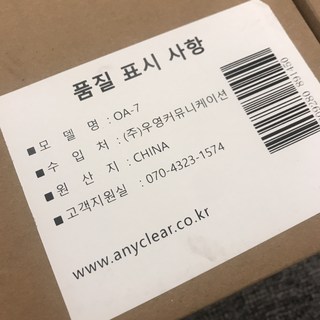 품질 표시 사항
■모 델 명 : OA-7
■수 입 처 : (주)우영커뮤니케이션
■원 산 지 : CHINA
■고객지원실 : 070-4323-1574
www.anyclear.co.kr